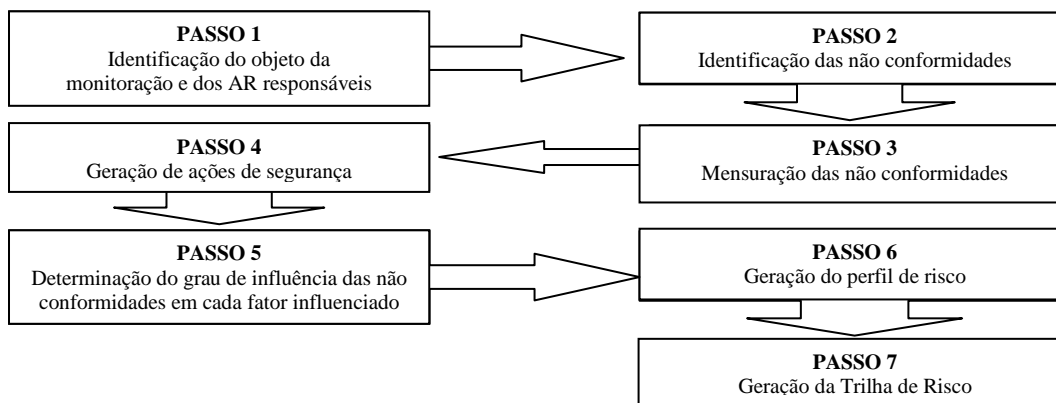 PASSO 1
Identificação do objeto da
monitoração e dos AR responsáveis
PASSO 2
Identificação das não conformidades
PASSO 3
Mensuração das não conformidades
PASSO 4
Geração de ações de segurança
PASSO 5
Determinação do grau de influência das não
conformidades em cada fator influenciado
PASSO 6
Geração do perfil de risco
PASSO 7
Geração da Trilha de Risco